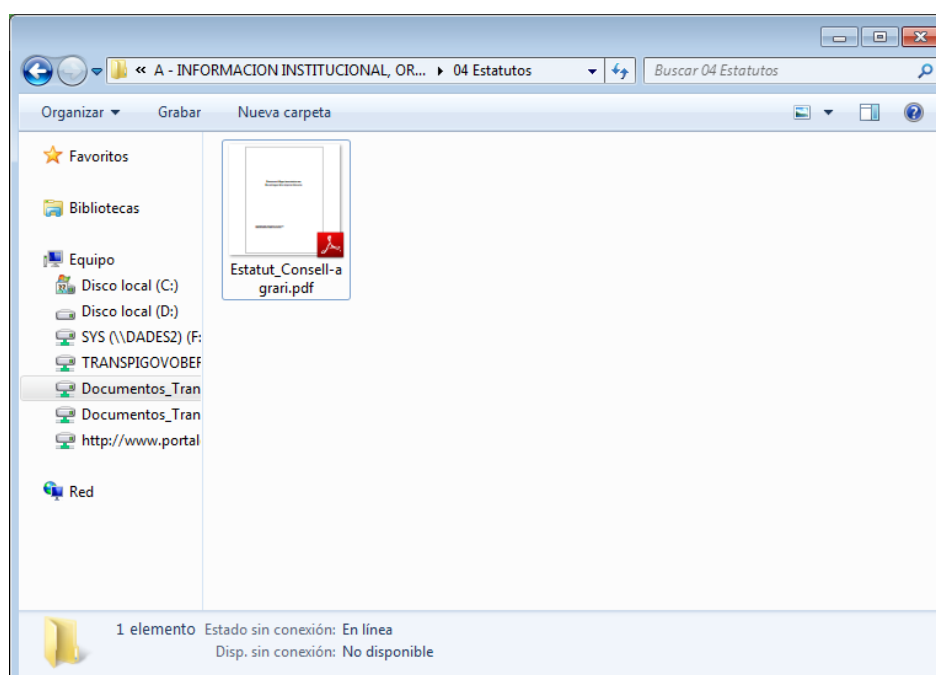 « A - INFORMACION INSTITUCIONAL, OR... ▸ 04 Estatutos
Buscar 04 Estatutos
Organizar
Grabar
Nueva carpeta
Favoritos
Bibliotecas
Equipo
Disco local (C:)
Disco local (D:)
SYS (\\DADES2) (F:
TRANSPIGOVOBEF
Documentos_Tran
Documentos_Tran
http://www.portal
Red
Estatut_Consell-a
grari.pdf
1 elemento
Estado sin conexión: En línea
Disp. sin conexión: No disponible